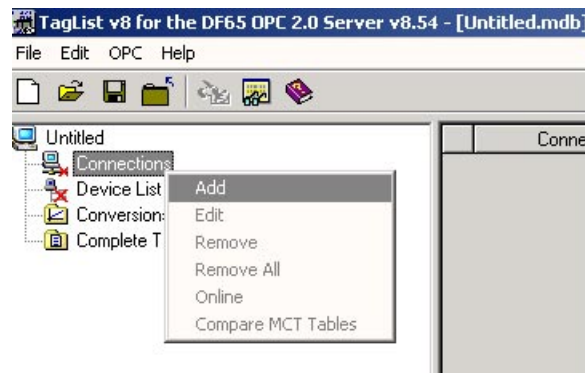 TagList v8 for the DF65 OPC 2.0 Server v8.54 - [Untitled.mdb]
File Edit OPC Help
Untitled
Connections
Device List
Conversion
Complete T
Conne
Add
Edit
Remove
Remove All
Online
Compare MCT Tables